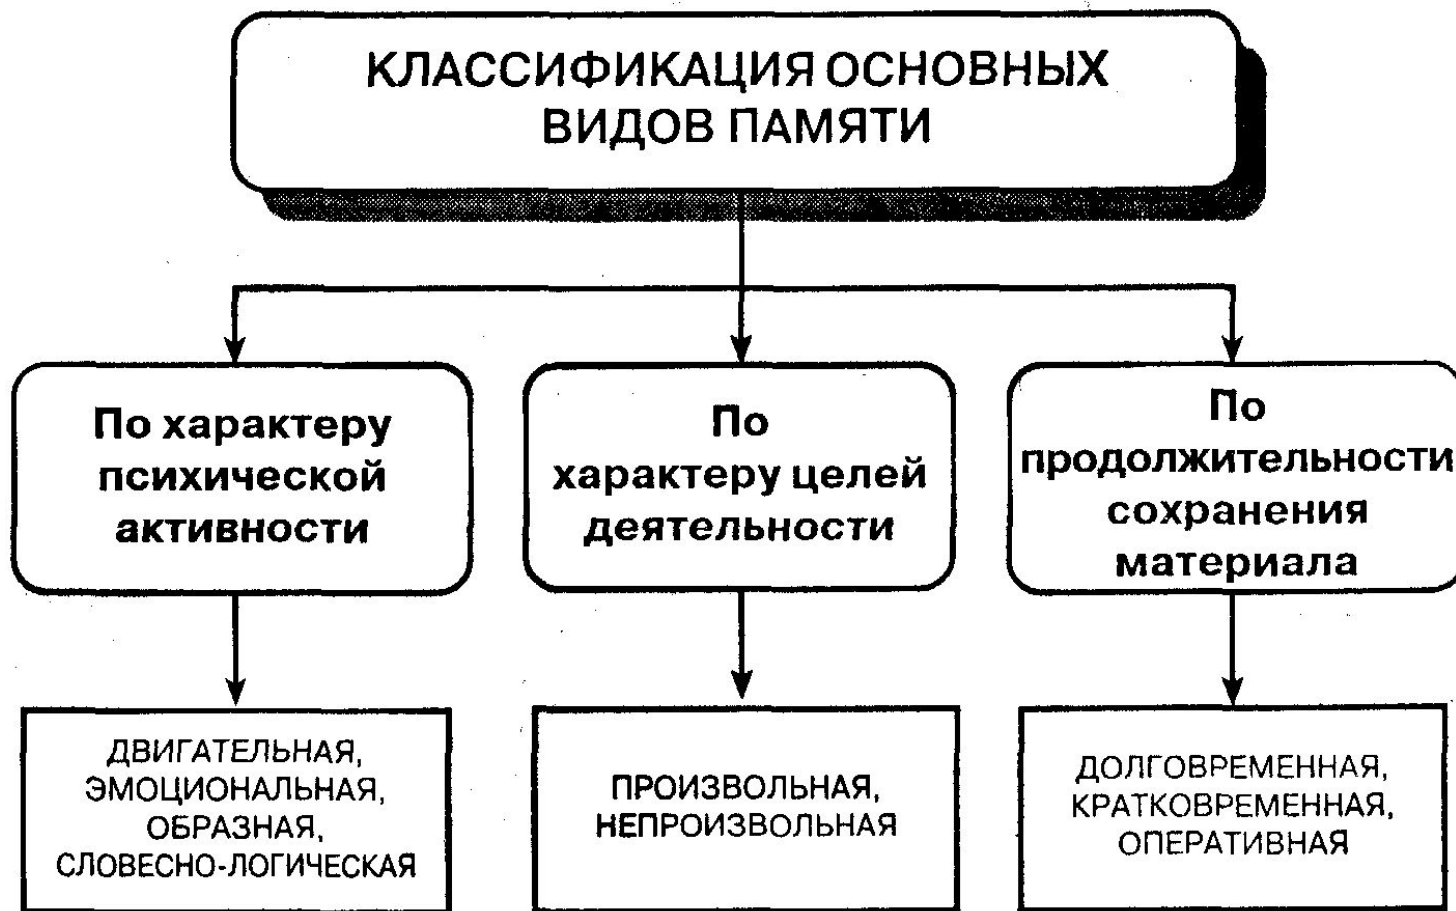 КЛАССИФИКАЦИЯ ОСНОВНЫХ
ВИДОВ ПАМЯТИ
По характеру
психической
активности
По
характеру целей
деятельности
По
продолжительности
сохранения
материала
ДВИГАТЕЛЬНАЯ,
ЭМОЦИОНАЛЬНАЯ,
ОБРАЗНАЯ,
СЛОВЕСНО-ЛОГИЧЕСКАЯ
ПРОИЗВОЛЬНАЯ,
НЕПРОИЗВОЛЬНАЯ
ДОЛГОВРЕМЕННАЯ,
КРАТКОВРЕМЕННАЯ,
ОПЕРАТИВНАЯ